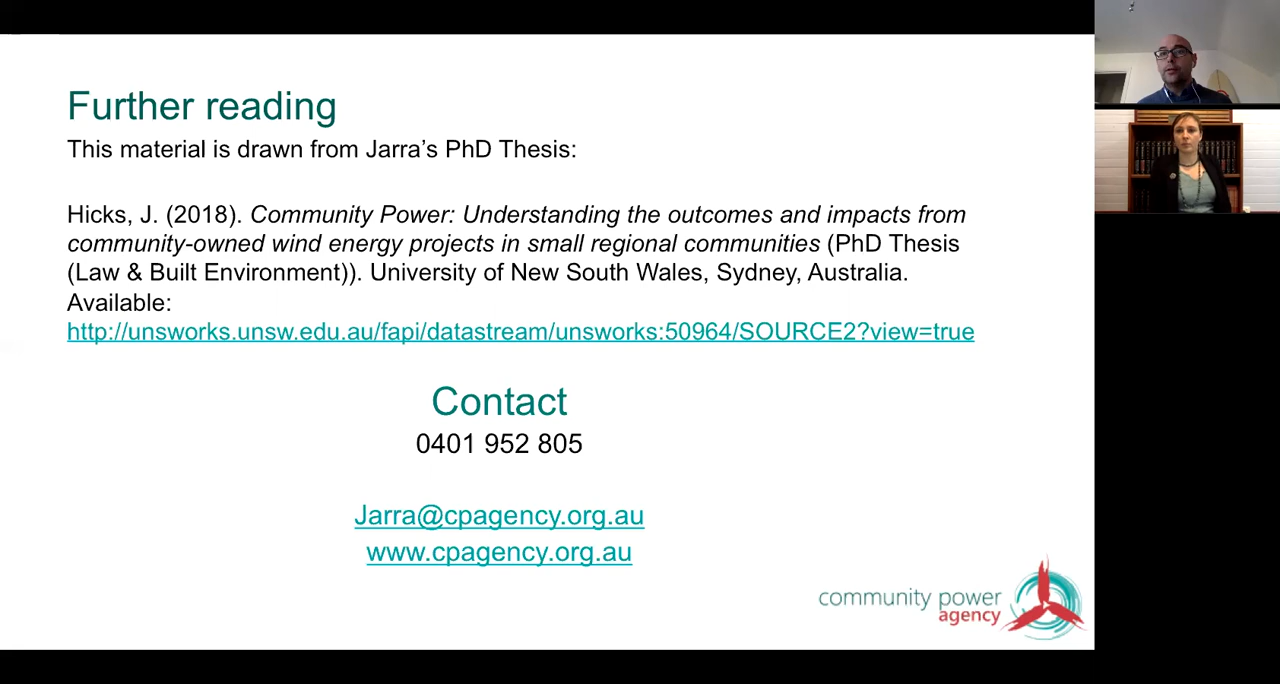 Further reading
This material is drawn from Jarra’s PhD Thesis:
Hicks, J. (2018). Community Power: Understanding the outcomes and impacts from
community-owned wind energy projects in small regional communities (PhD Thesis
(Law & Built Environment)). University of New South Wales, Sydney, Australia.
Available:
http://unsworks.unsw.edu.au/fapi/datastream/unsworks:50964/SOURCE2?view=true
Contact
0401 952 805
Jarra@cpagency.org.au
www.cpagency.org.au
community power
agency